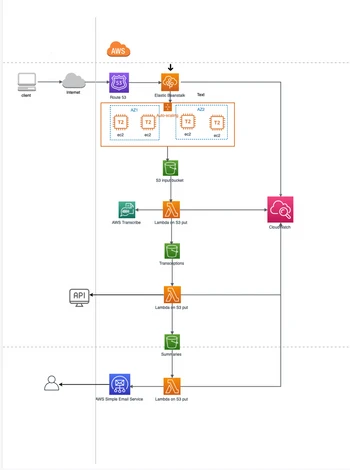 AWS
client
Internet
Route 53
Elastic Beanstalk
Text
Auto scaling
AZ1
AZ2
T2
T2
T2
T2
ec2
ec2
ec2
ec2
S3 input bucket
AWS Transcribe
Lambda on S3 put
Cloudwatch
Transcriptions
API
Lambda on S3 put
Summaries
AWS Simple Email Service
Lambda on S3 put